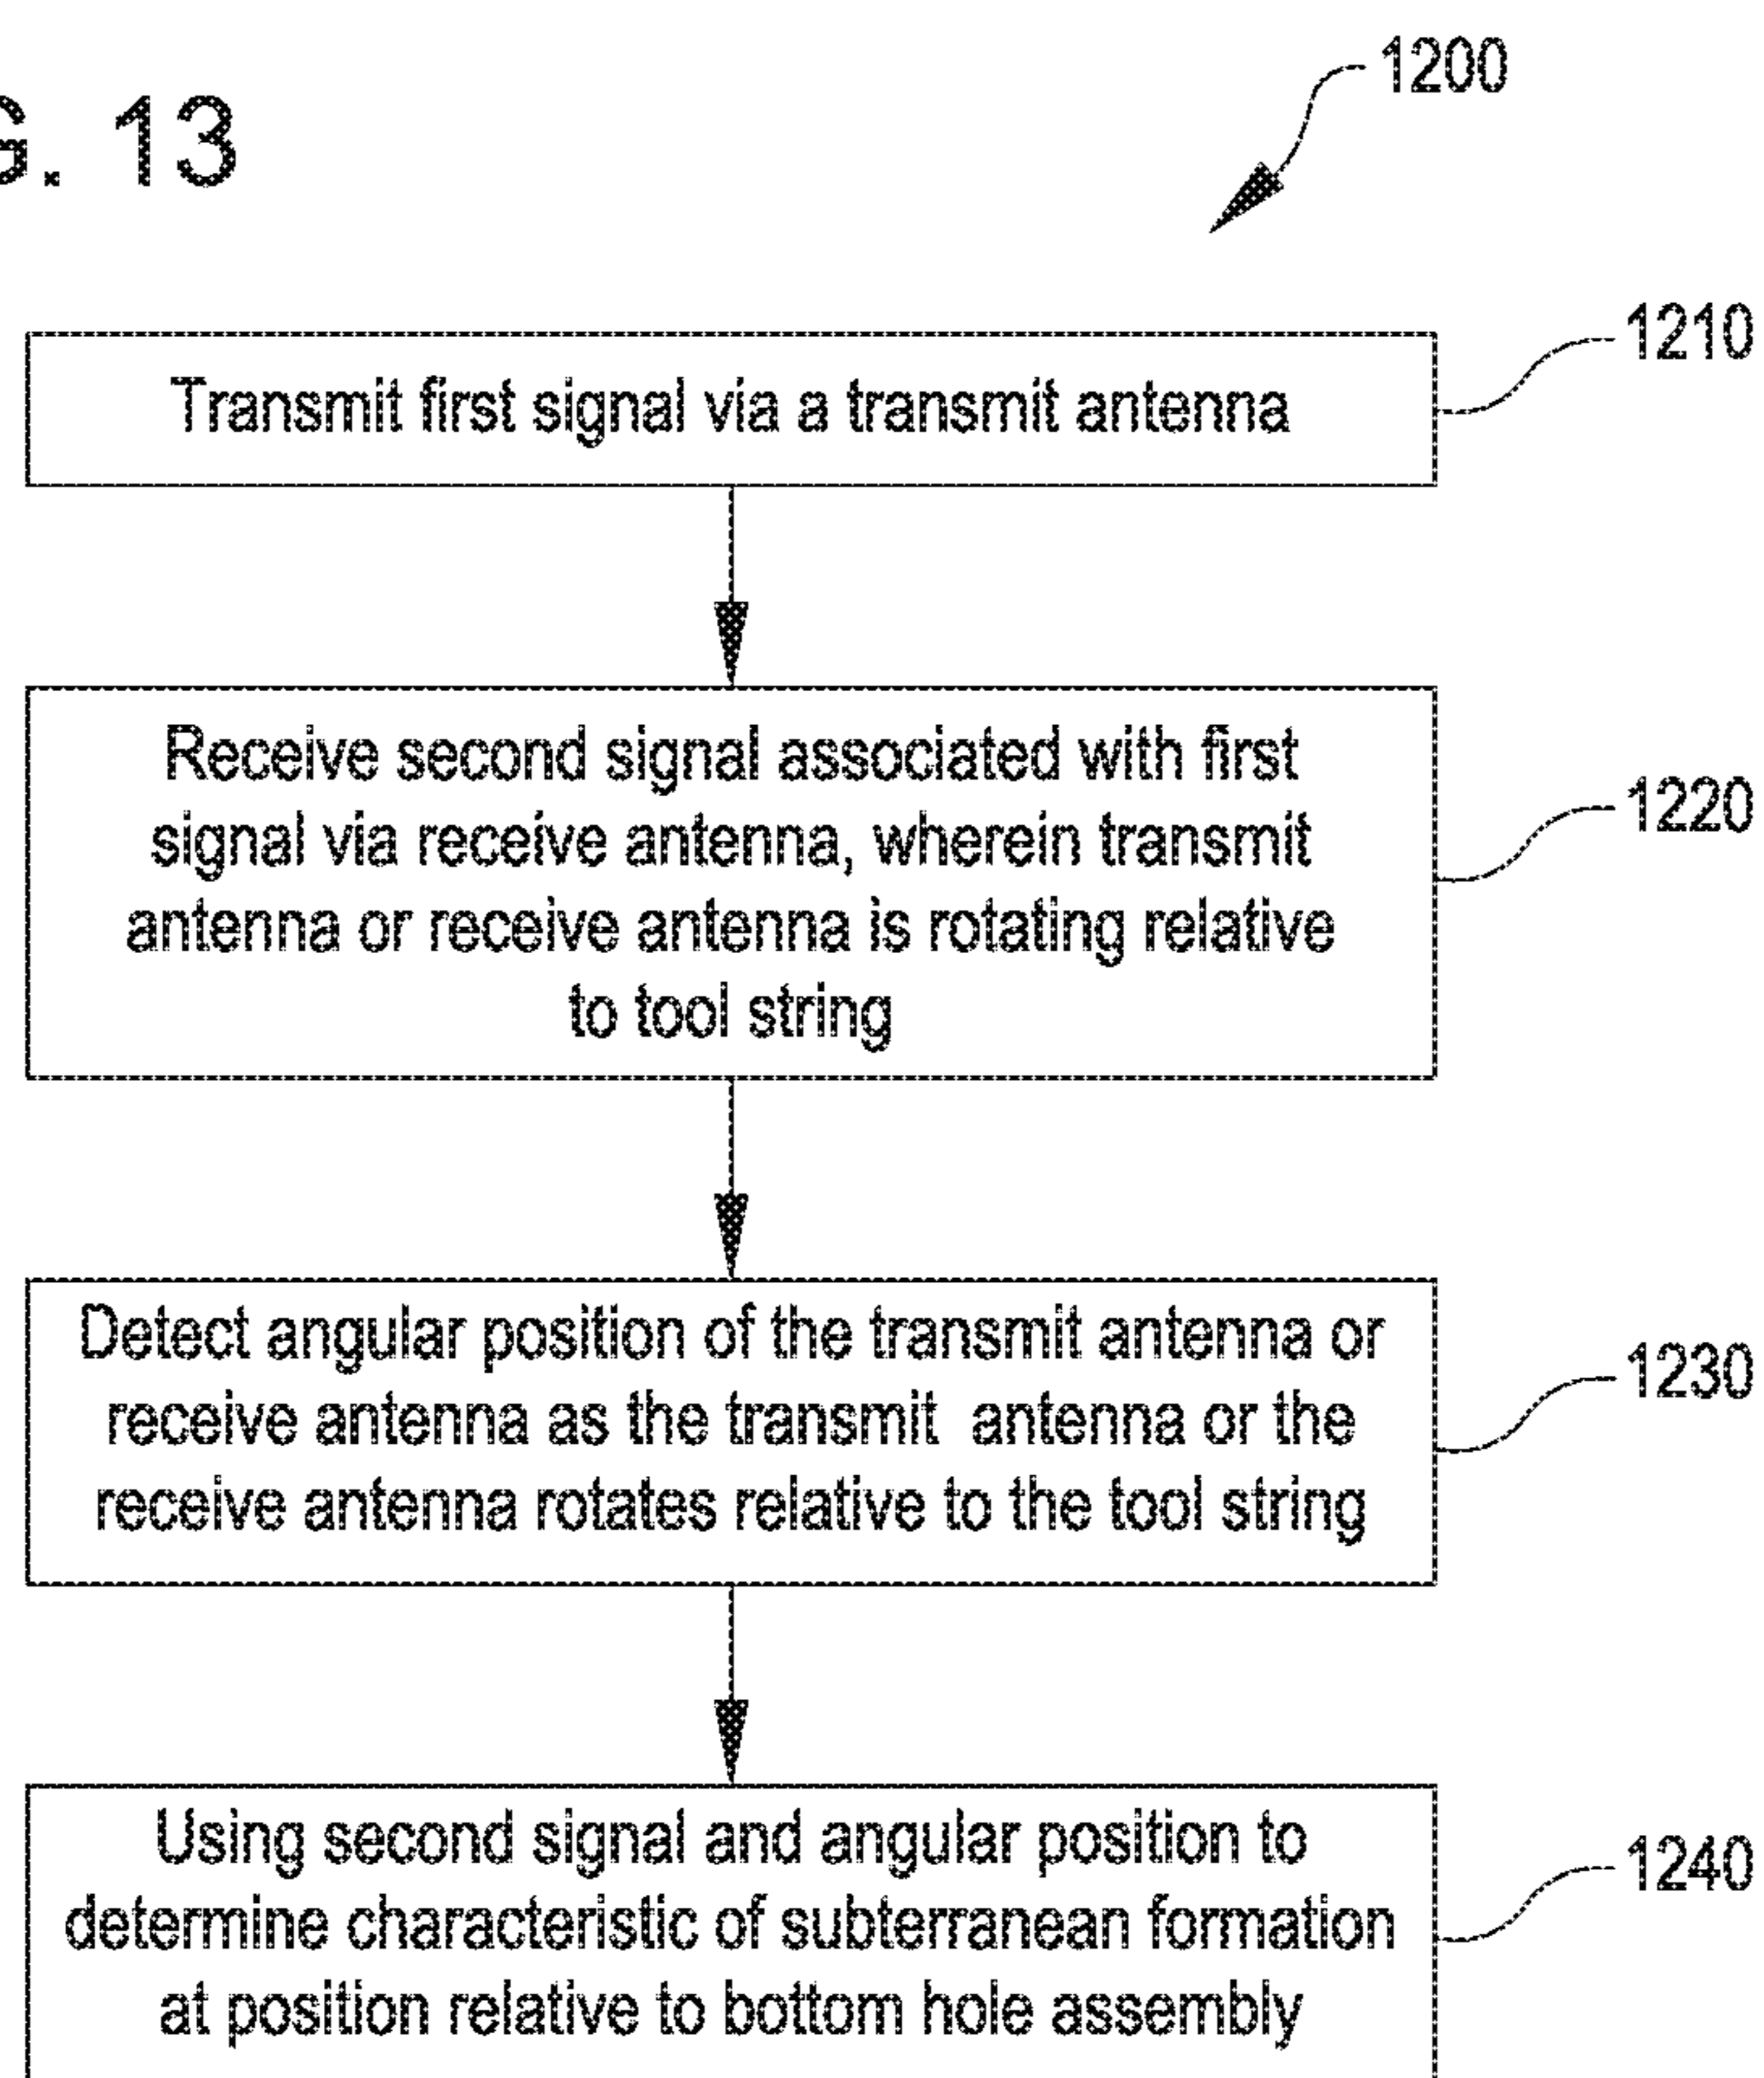 G. 13
1200
1210
Transmit first signal via a transmit antenna
Receive second signal associated with first
signal via receive antenna, wherein transmit
antenna or receive antenna is rotating relative
to tool string
1220
Detect angular position of the transmit antenna or
receive antenna as the transmit antenna or the
receive antenna rotates relative to the tool string
1230
Using second signal and angular position to
determine characteristic of subterranean formation
at position relative to bottom hole assembly
1240